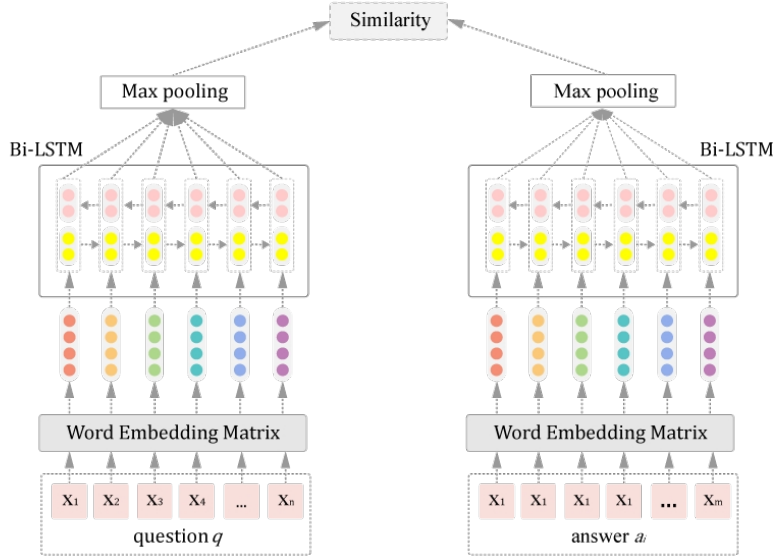 Similarity
Max pooling
Max pooling
Bi-LSTM
Bi-LSTM
Word Embedding Matrix
Word Embedding Matrix
X₁ X₂ X₃ X₄ ... Xₙ
X₁ X₁ X₁ X₁ ... Xₘ
question q
answer aᵢ